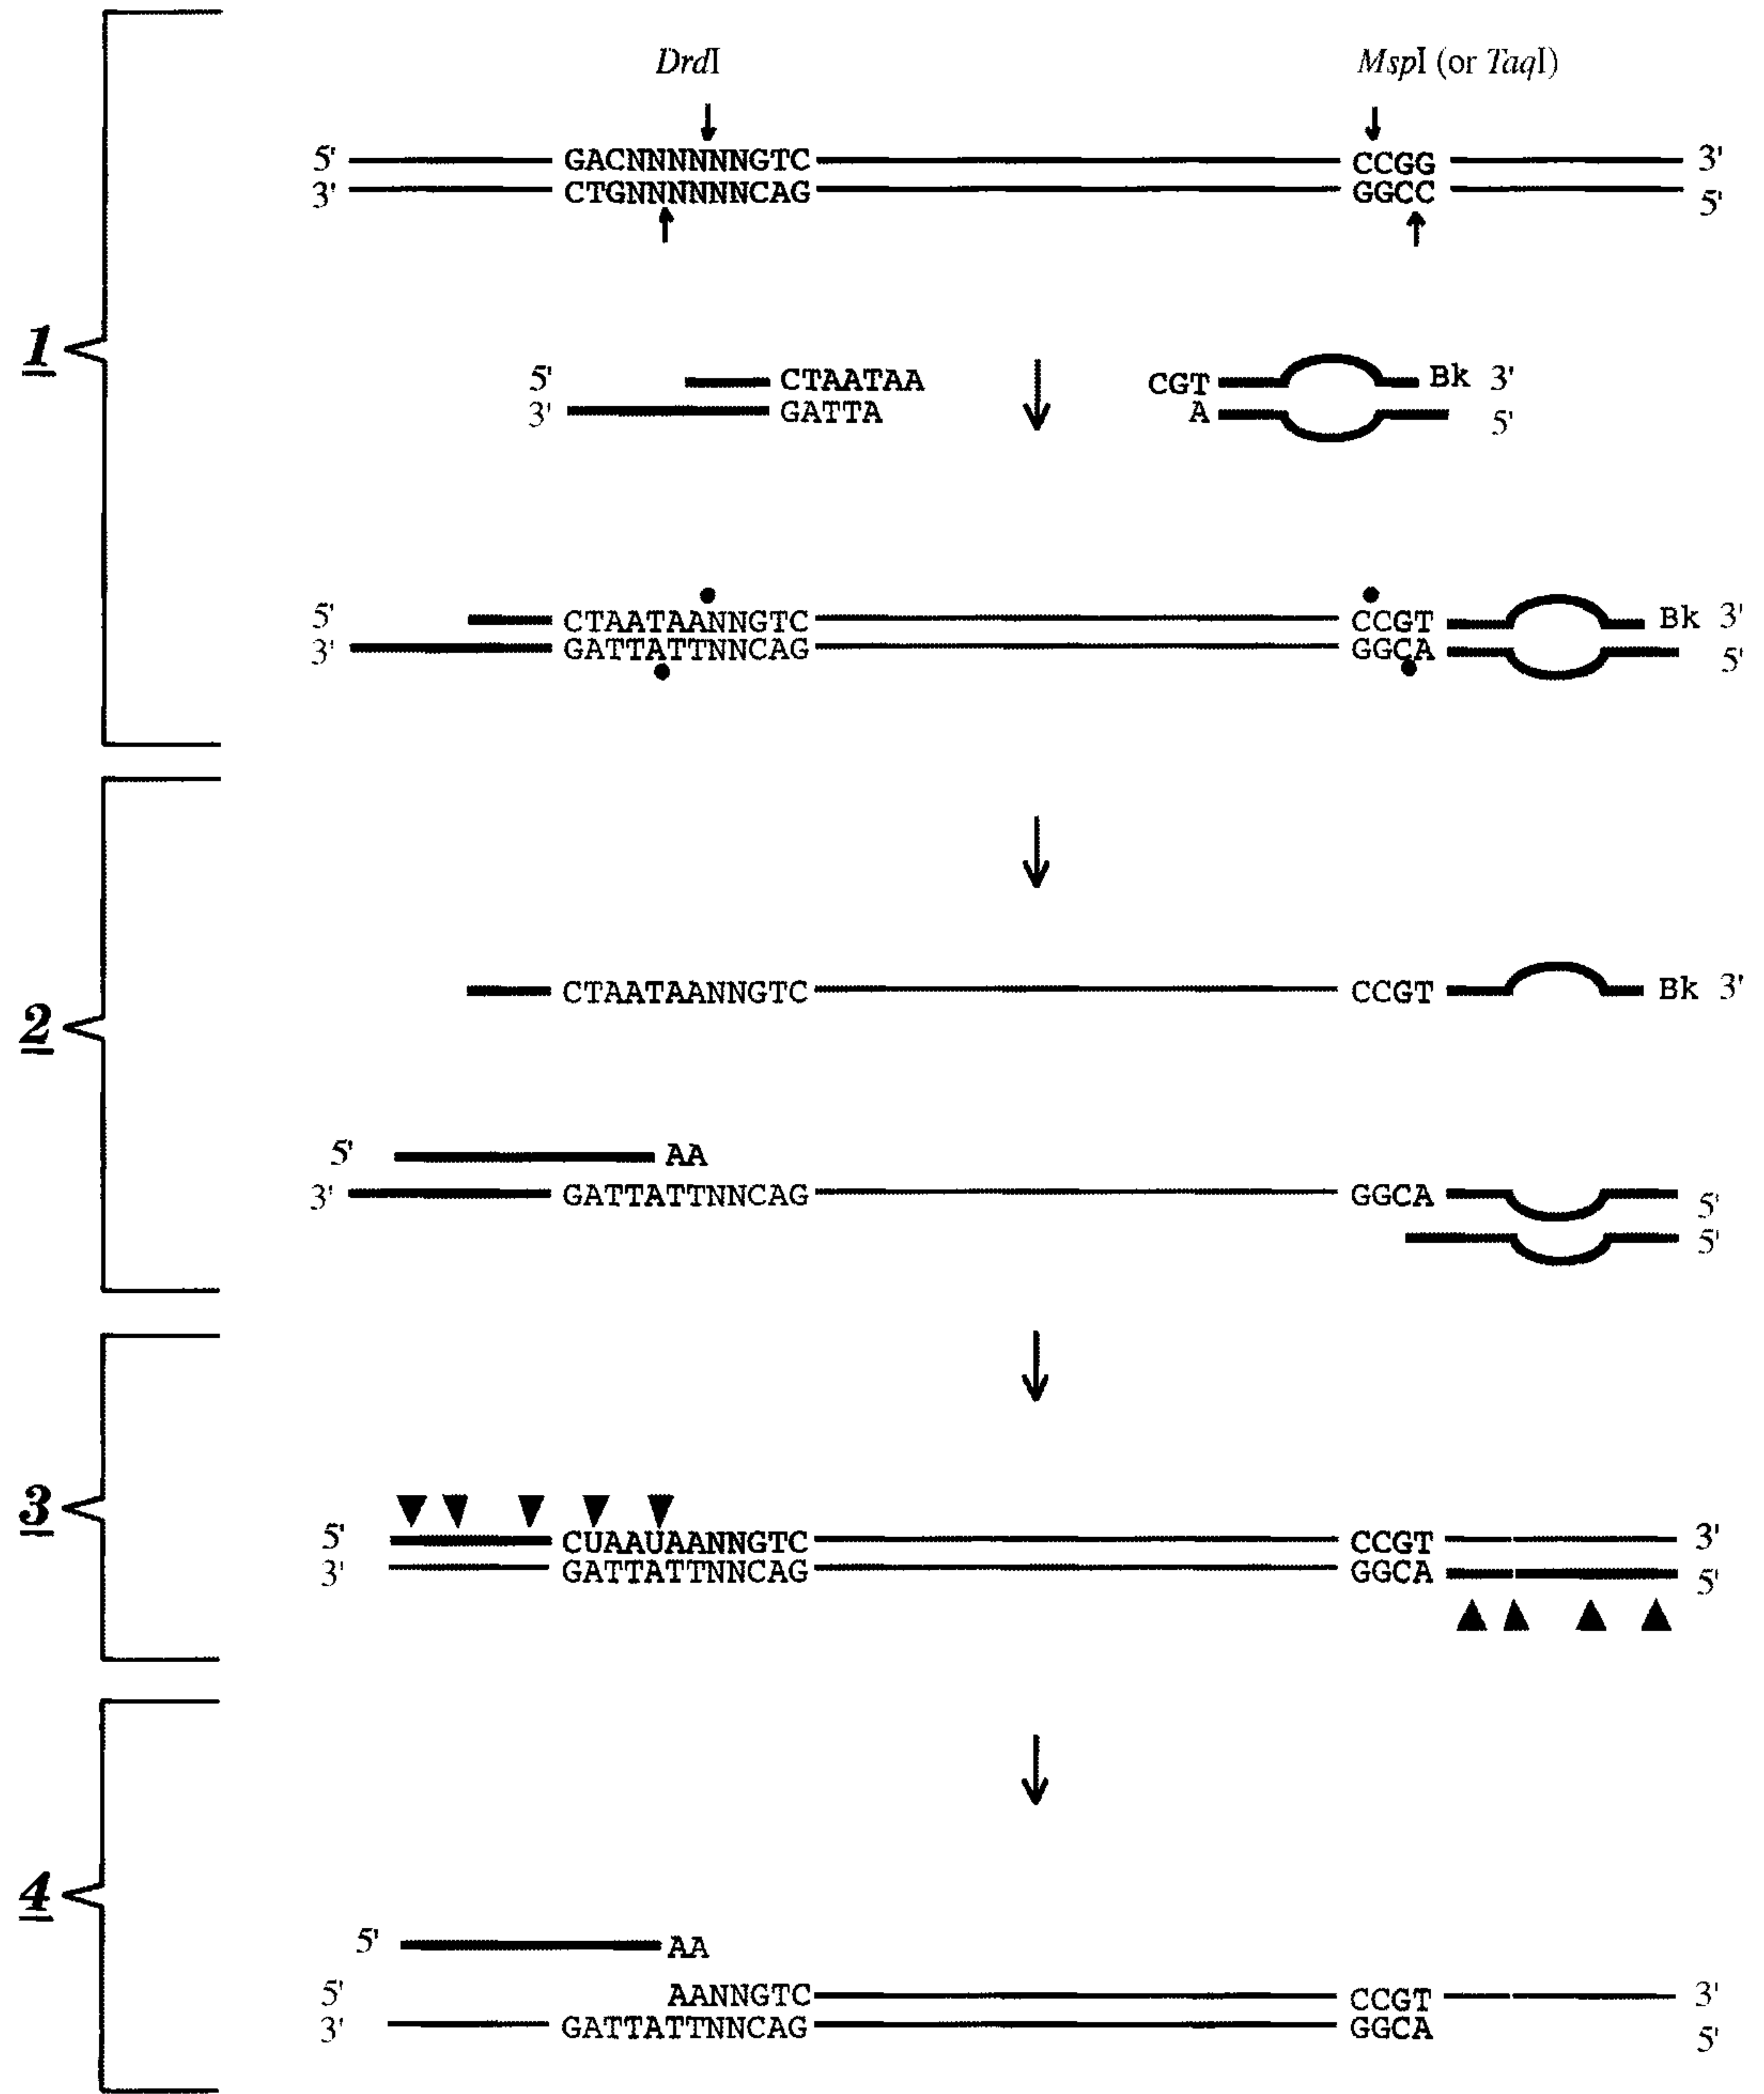 DrdI MspI (or TaqI)
5' GACNNNNNNGTC CCGG 3'
3' CTGNNNNNNCAG GGCC 5'
1
5' CTAATAA CGT Bk 3'
3' GATTA A 5'
5' CTAATAANNGTC CCGT Bk 3'
3' GATTATTNNCAG GGCA 5'
2
CTAATAANNGTC CCGT Bk 3'
5' AA
3' GATTATTNNCAG GGCA 5'
5'
3
5' CUAAUAANNGTC CCGT 3'
3' GATTATTNNCAG GGCA 5'
4
5' AA
5' AANNGTC CCGT 3'
3' GATTATTNNCAG GGCA 5'